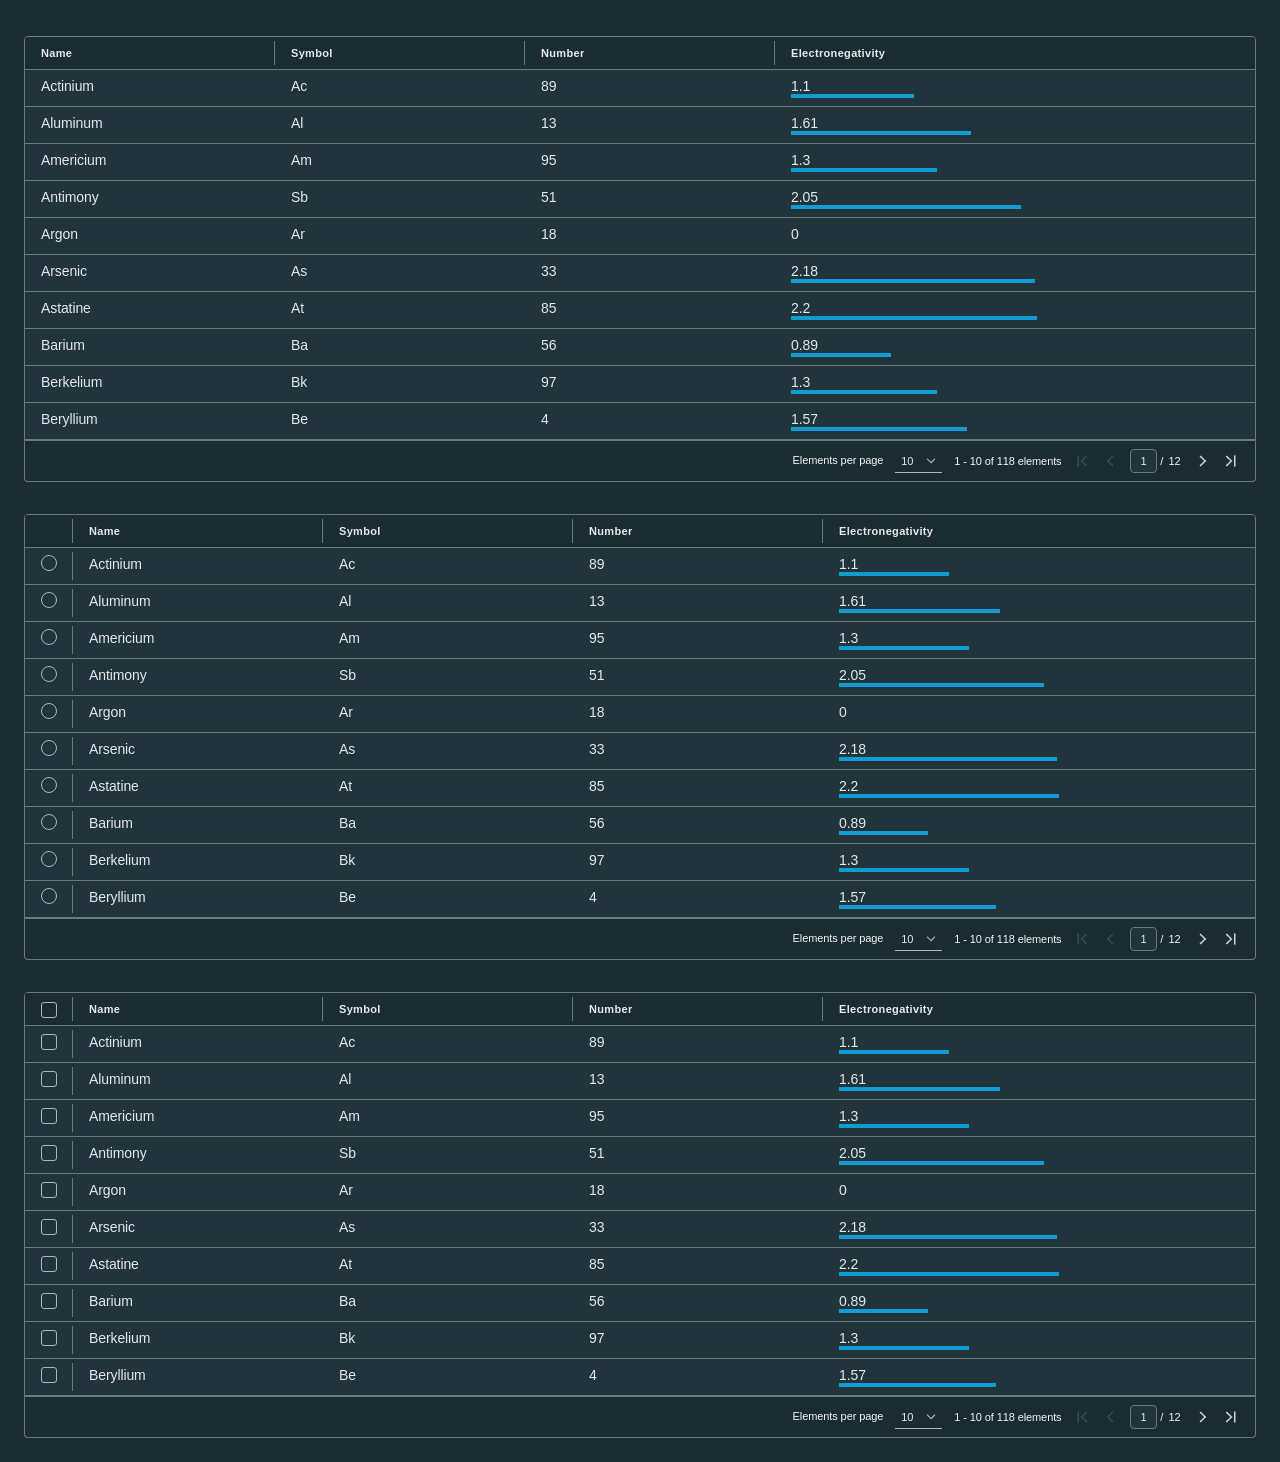 Name Symbol Number Electronegativity
Actinium Ac 89 1.1
Aluminum Al 13 1.61
Americium Am 95 1.3
Antimony Sb 51 2.05
Argon Ar 18 0
Arsenic As 33 2.18
Astatine At 85 2.2
Barium Ba 56 0.89
Berkelium Bk 97 1.3
Beryllium Be 4 1.57
Elements per page 10 1 - 10 of 118 elements 1 / 12
Name Symbol Number Electronegativity
Actinium Ac 89 1.1
Aluminum Al 13 1.61
Americium Am 95 1.3
Antimony Sb 51 2.05
Argon Ar 18 0
Arsenic As 33 2.18
Astatine At 85 2.2
Barium Ba 56 0.89
Berkelium Bk 97 1.3
Beryllium Be 4 1.57
Elements per page 10 1 - 10 of 118 elements 1 / 12
Name Symbol Number Electronegativity
Actinium Ac 89 1.1
Aluminum Al 13 1.61
Americium Am 95 1.3
Antimony Sb 51 2.05
Argon Ar 18 0
Arsenic As 33 2.18
Astatine At 85 2.2
Barium Ba 56 0.89
Berkelium Bk 97 1.3
Beryllium Be 4 1.57
Elements per page 10 1 - 10 of 118 elements 1 / 12